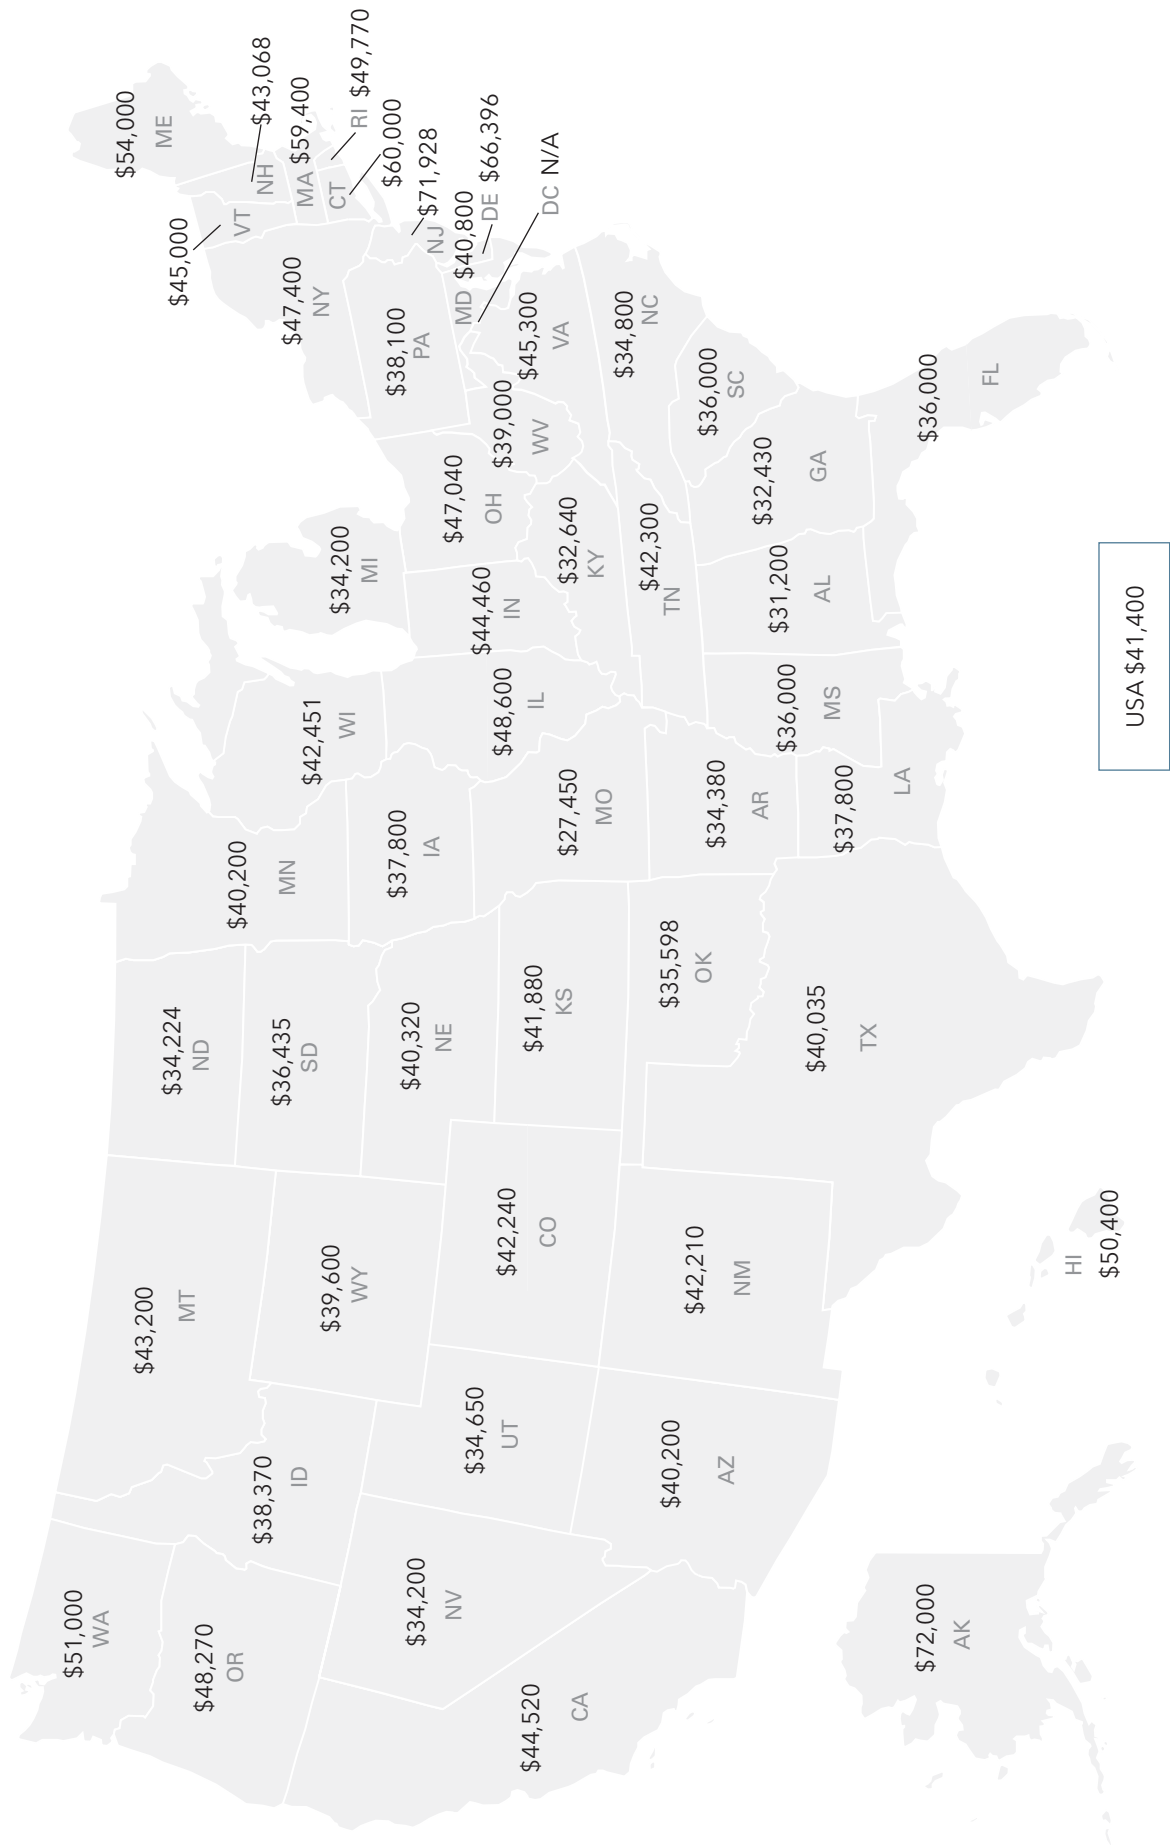 $51,000
WA
$48,270
OR
$44,520
CA
$34,200
NV
$38,370
ID
$43,200
MT
$39,600
WY
$34,650
UT
$40,200
AZ
$42,240
CO
$42,210
NM
$34,224
ND
$36,435
SD
$40,320
NE
$41,880
KS
$35,598
OK
$40,035
TX
$40,200
MN
$37,800
IA
$27,450
MO
$34,380
AR
$37,800
LA
$42,451
WI
$48,600
IL
$34,200
MI
$44,460
IN
$47,040
OH
$32,640
KY
$42,300
TN
$36,000
MS
$31,200
AL
$32,430
GA
$36,000
FL
$36,000
SC
$34,800
NC
$45,300
VA
$39,000
WV
$38,100
PA
$47,400
NY
$45,000
VT
$54,000
ME
NH
$43,068
MA $59,400
RI $49,770
CT
$60,000
NJ
$71,928
MD $40,800
DE $66,396
DC N/A
$72,000
AK
HI
$50,400
USA $41,400